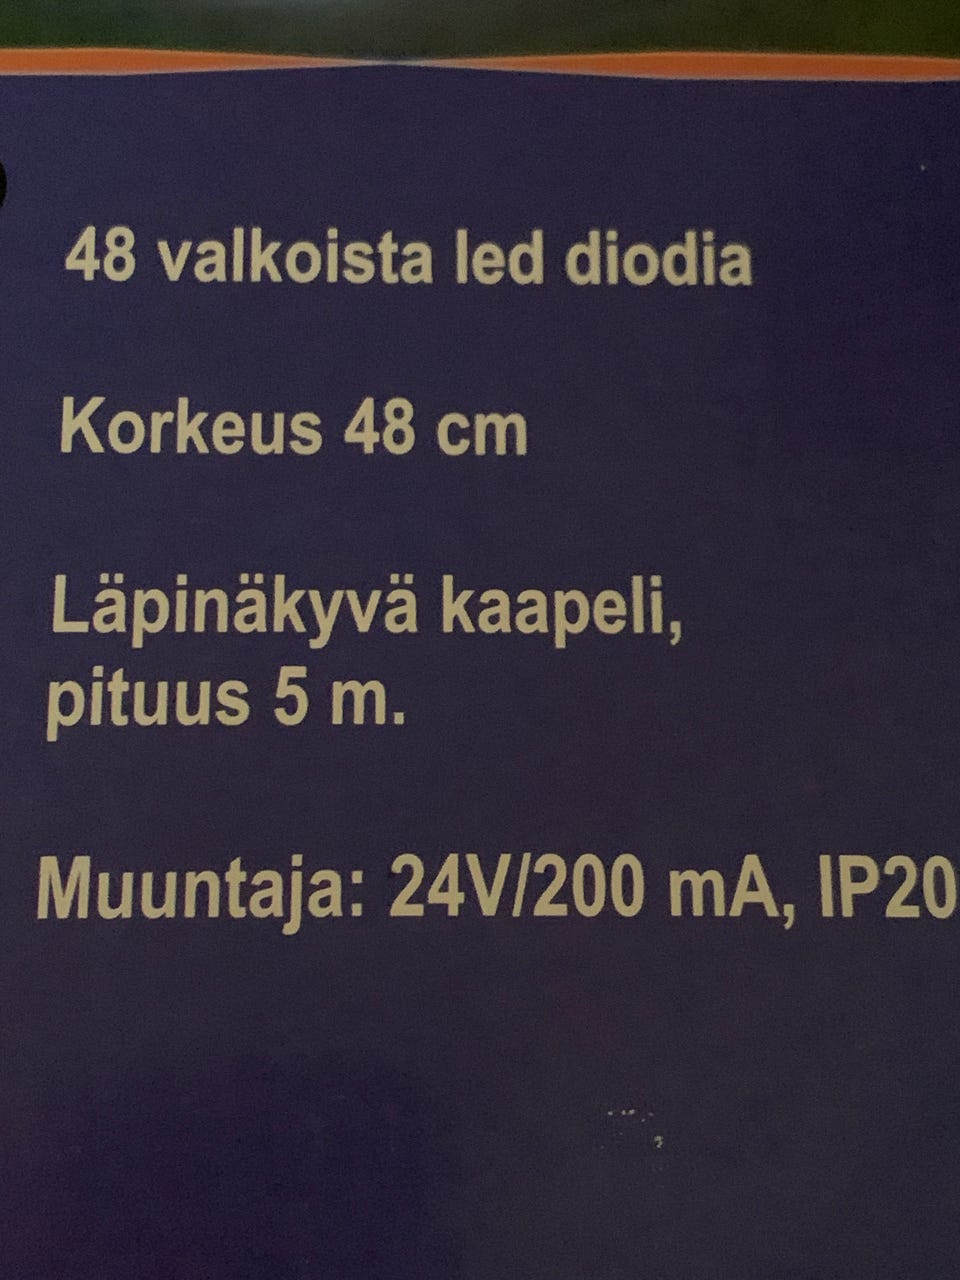 48 valkoista led diodia
Korkeus 48 cm
Läpinäkyvä kaapeli,
pituus 5 m.
Muuntaja: 24V/200 mA, IP20